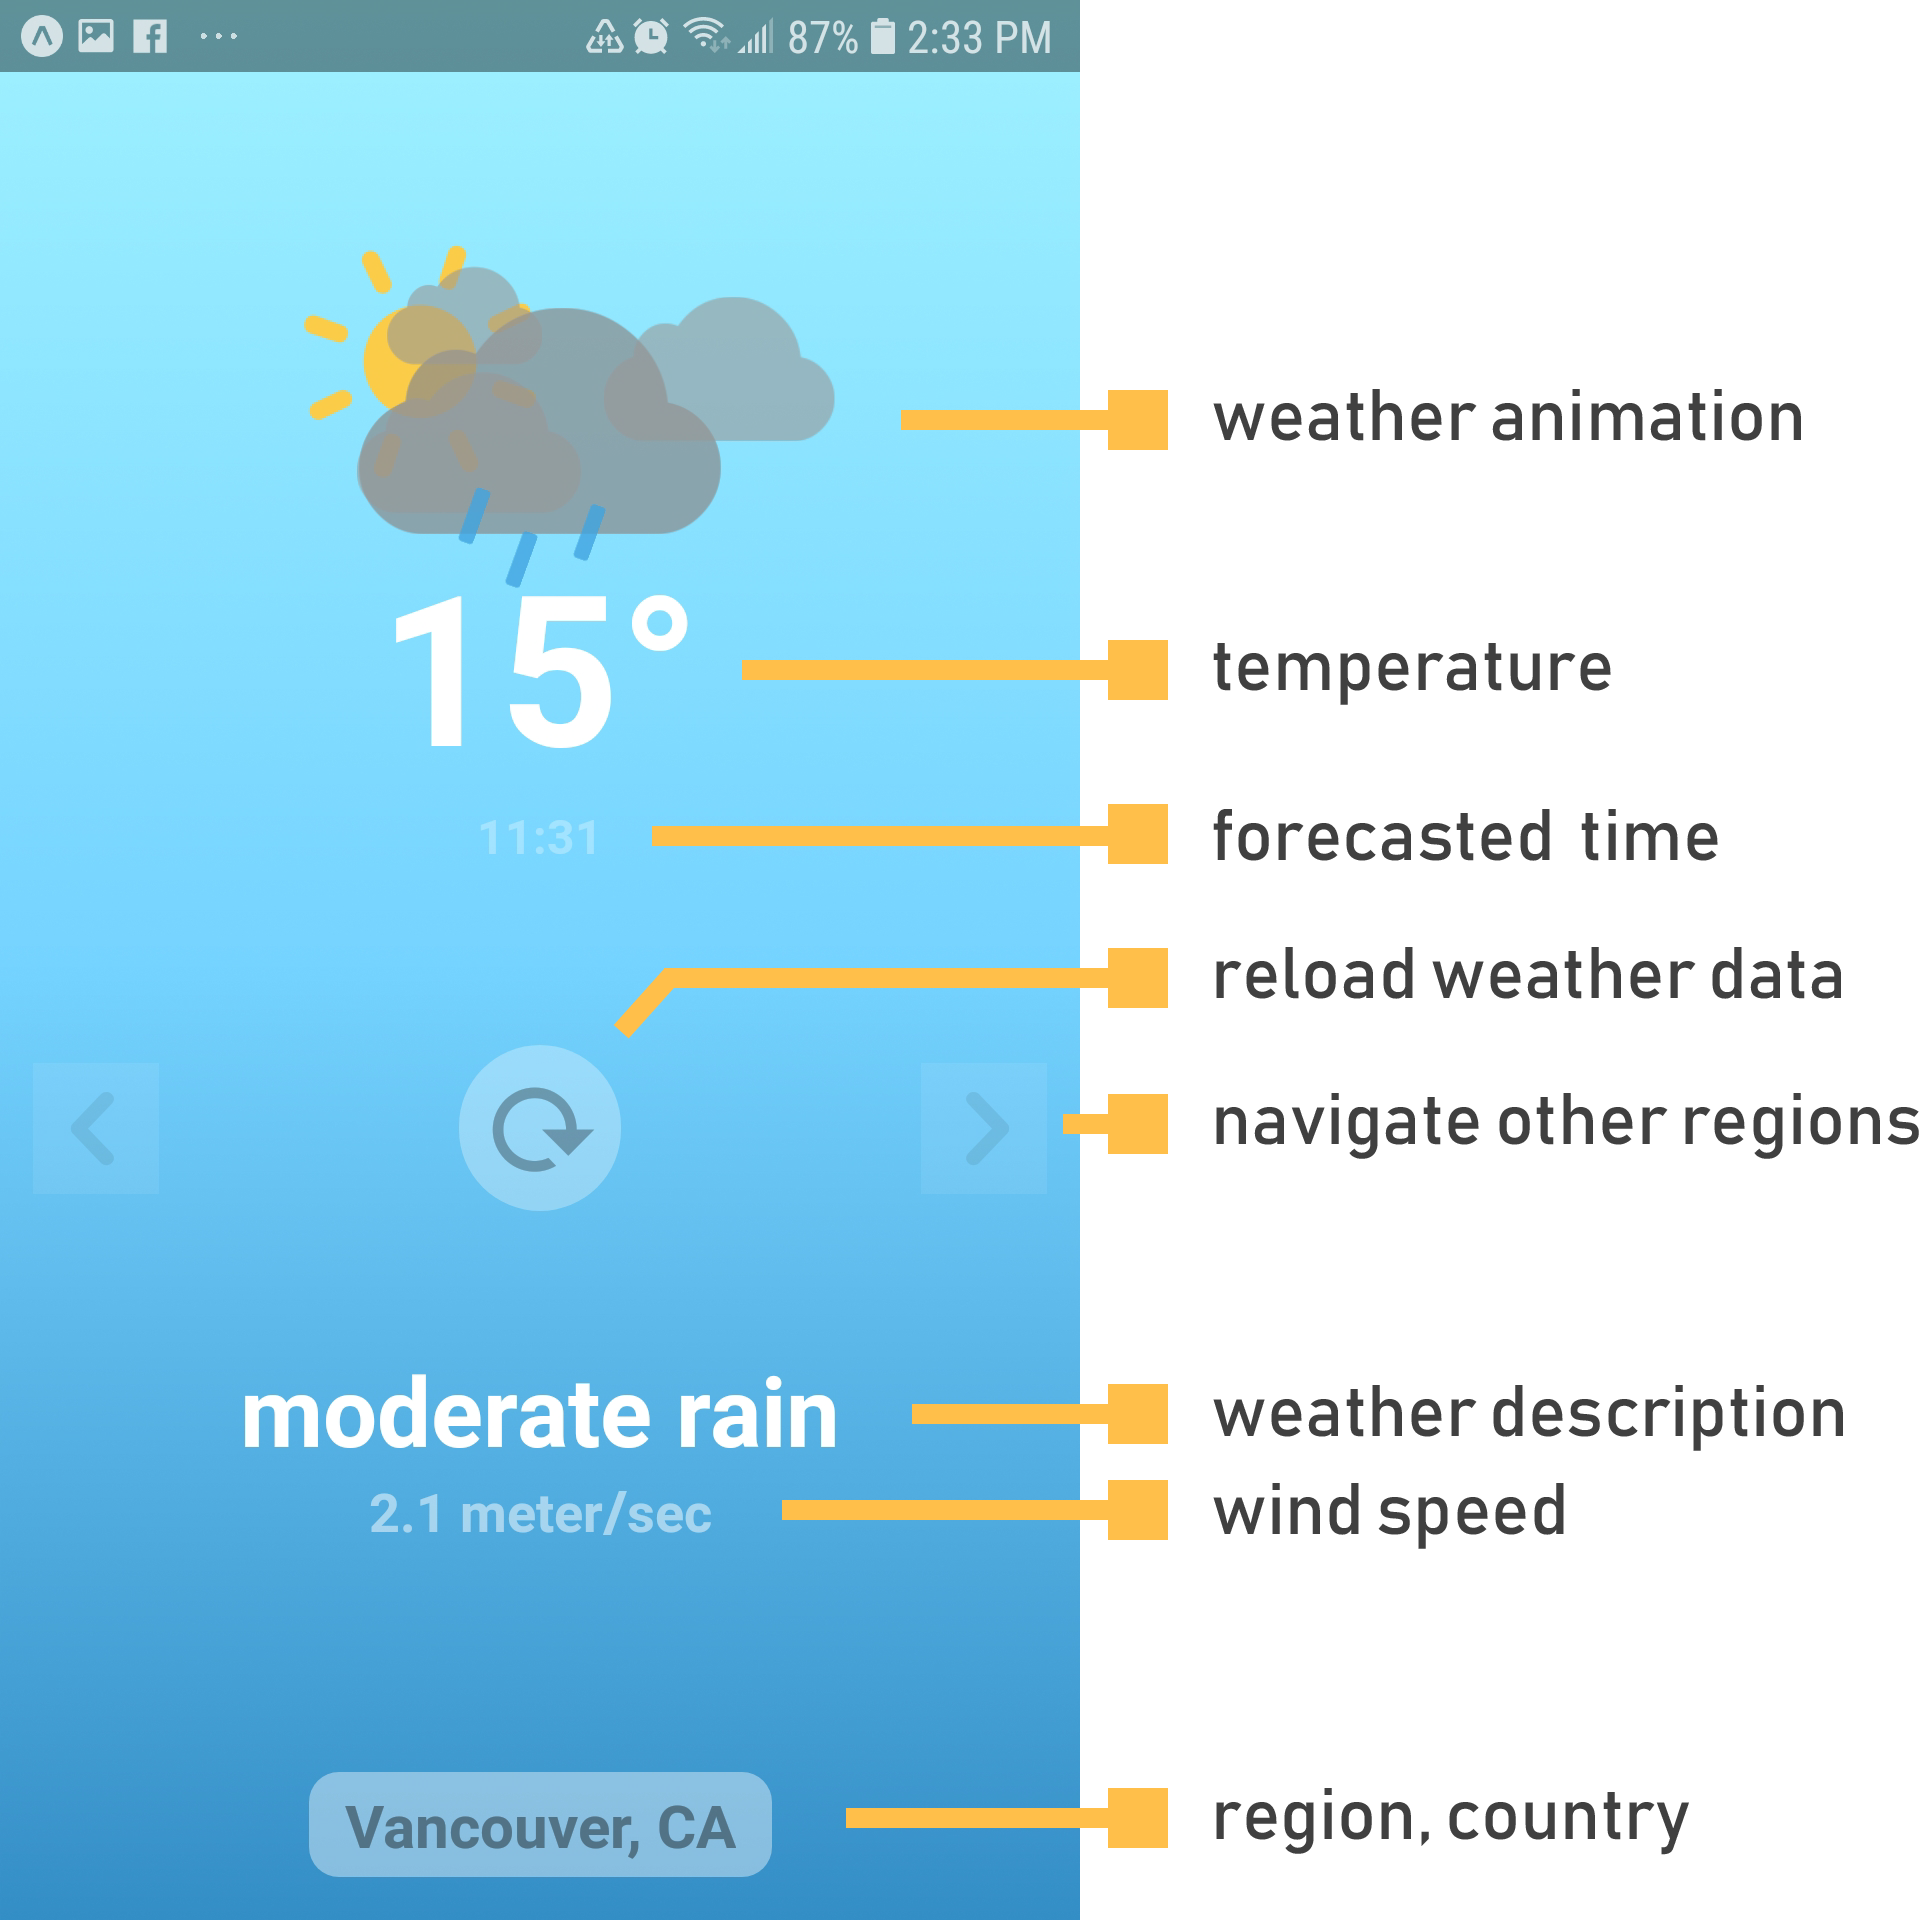 87% 2:33 PM
weather animation
15°
temperature
11:31
forecasted time
reload weather data
navigate other regions
moderate rain
weather description
2.1 meter/sec
wind speed
Vancouver, CA
region, country